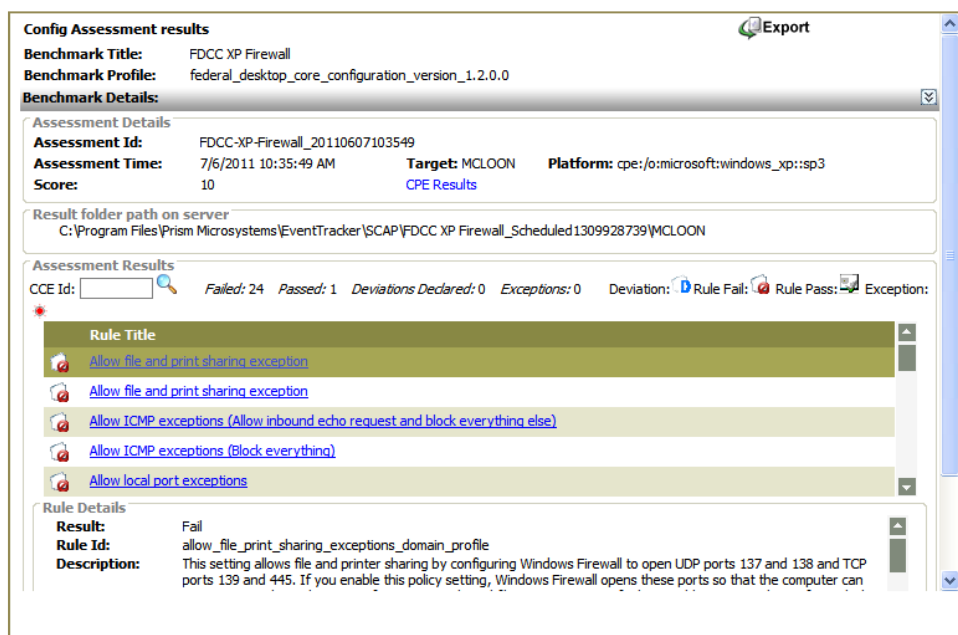 Config Assessment results
Export
Benchmark Title: FDCC XP Firewall
Benchmark Profile: federal_desktop_core_configuration_version_1.2.0.0
Benchmark Details:
Assessment Details
Assessment Id: FDCC-XP-Firewall_20110607103549
Assessment Time: 7/6/2011 10:35:49 AM Target: MCLOON Platform: cpe:/o:microsoft:windows_xp::sp3
Score: 10 CPE Results
Result folder path on server
C:\Program Files\Prism Microsystems\EventTracker\SCAP\FDCC XP Firewall_Scheduled1309928739\MCLOON
Assessment Results
CCE Id: Failed: 24 Passed: 1 Deviations Declared: 0 Exceptions: 0 Deviation: D Rule Fail: Rule Pass: Exception:
Rule Title
Allow file and print sharing exception
Allow file and print sharing exception
Allow ICMP exceptions (Allow inbound echo request and block everything else)
Allow ICMP exceptions (Block everything)
Allow local port exceptions
Rule Details
Result: Fail
Rule Id: allow_file_print_sharing_exceptions_domain_profile
Description: This setting allows file and printer sharing by configuring Windows Firewall to open UDP ports 137 and 138 and TCP
ports 139 and 445. If you enable this policy setting, Windows Firewall opens these ports so that the computer can